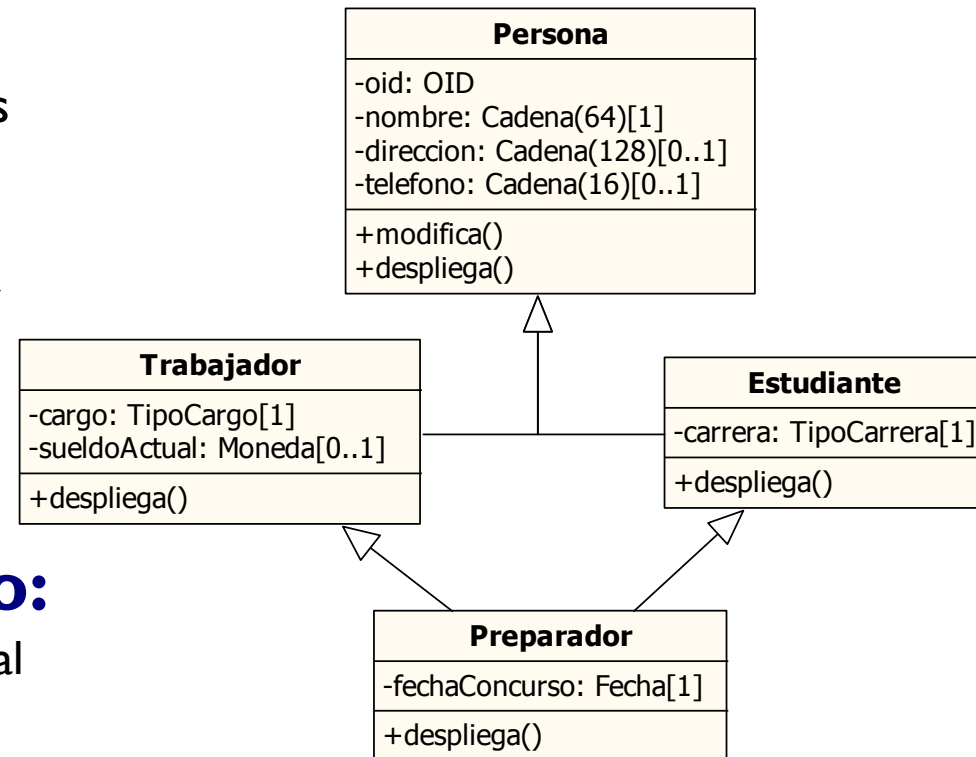 Persona
-oid: OID
-nombre: Cadena(64)[1]
-direccion: Cadena(128)[0..1]
-telefono: Cadena(16)[0..1]
+modifica()
+despliega()
s
Trabajador
-cargo: TipoCargo[1]
-sueldoActual: Moneda[0..1]
+despliega()
Estudiante
-carrera: TipoCarrera[1]
+despliega()
o:
al
Preparador
-fechaConcurso: Fecha[1]
+despliega()